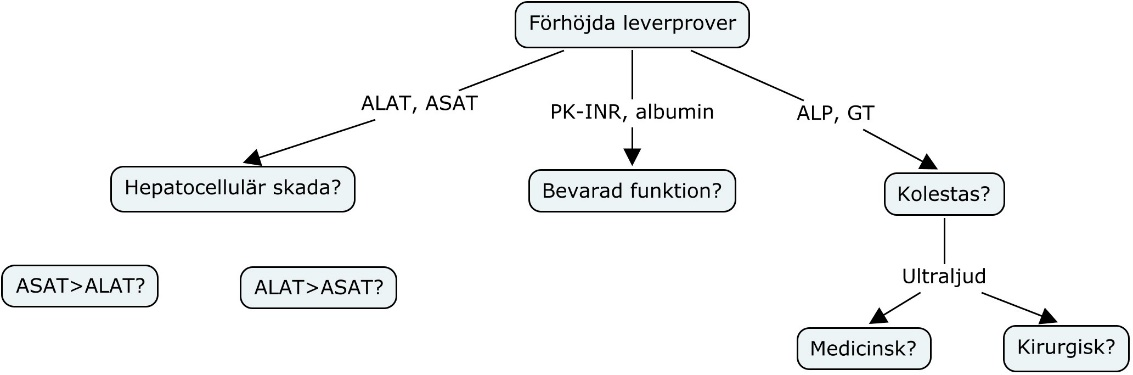 Förhöjda leverprover
ALAT, ASAT
PK-INR, albumin
ALP, GT
Hepatocellulär skada?
Bevarad funktion?
Kolestas?
ASAT>ALAT?
ALAT>ASAT?
Ultraljud
Medicinsk?
Kirurgisk?